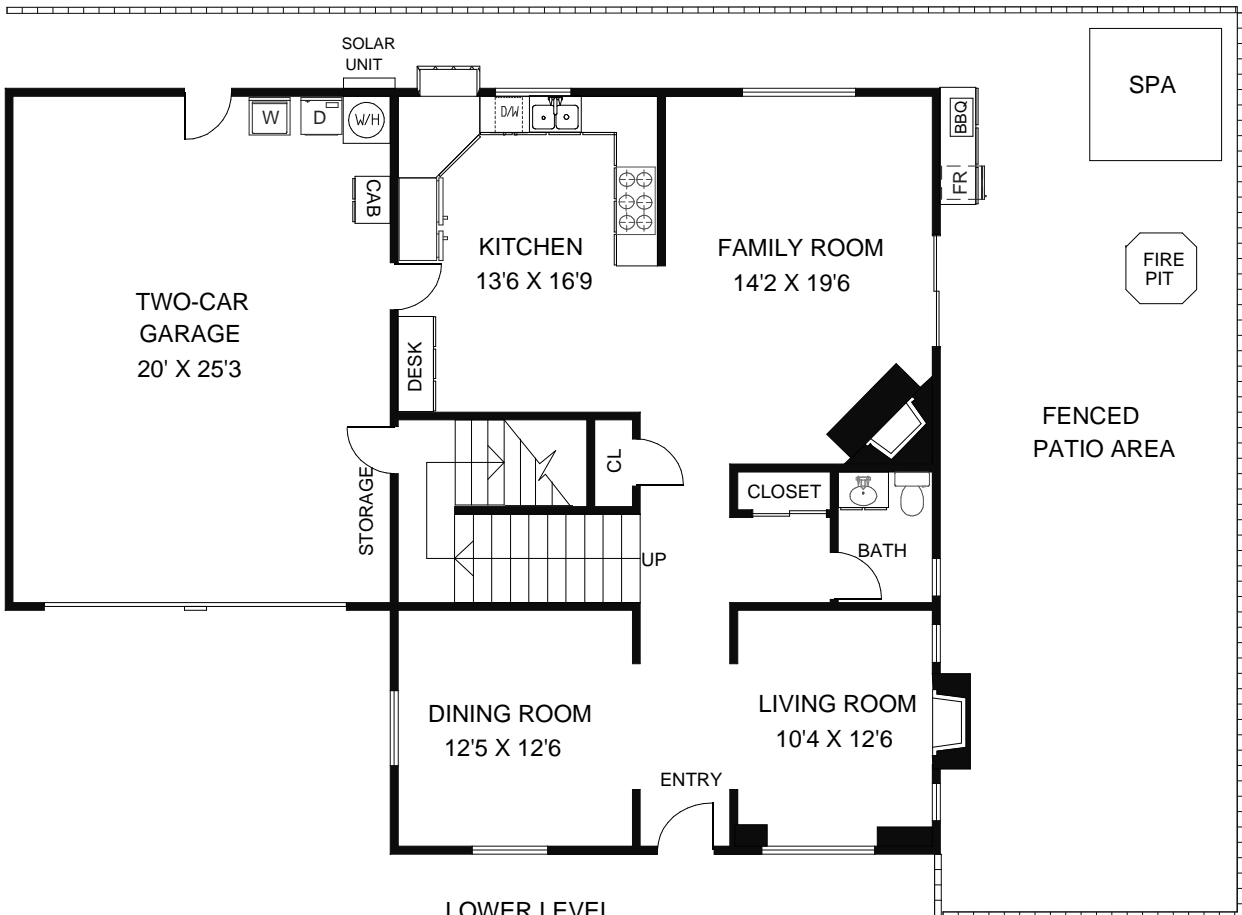 SOLAR
UNIT
SPA
W
D
W/H
D/W
BBQ
FR
CAB
KITCHEN
13'6 X 16'9
FAMILY ROOM
14'2 X 19'6
FIRE
PIT
TWO-CAR
GARAGE
20' X 25'3
DESK
FENCED
PATIO AREA
CL
CLOSET
STORAGE
UP
BATH
DINING ROOM
12'5 X 12'6
LIVING ROOM
10'4 X 12'6
ENTRY
LOWER LEVEL